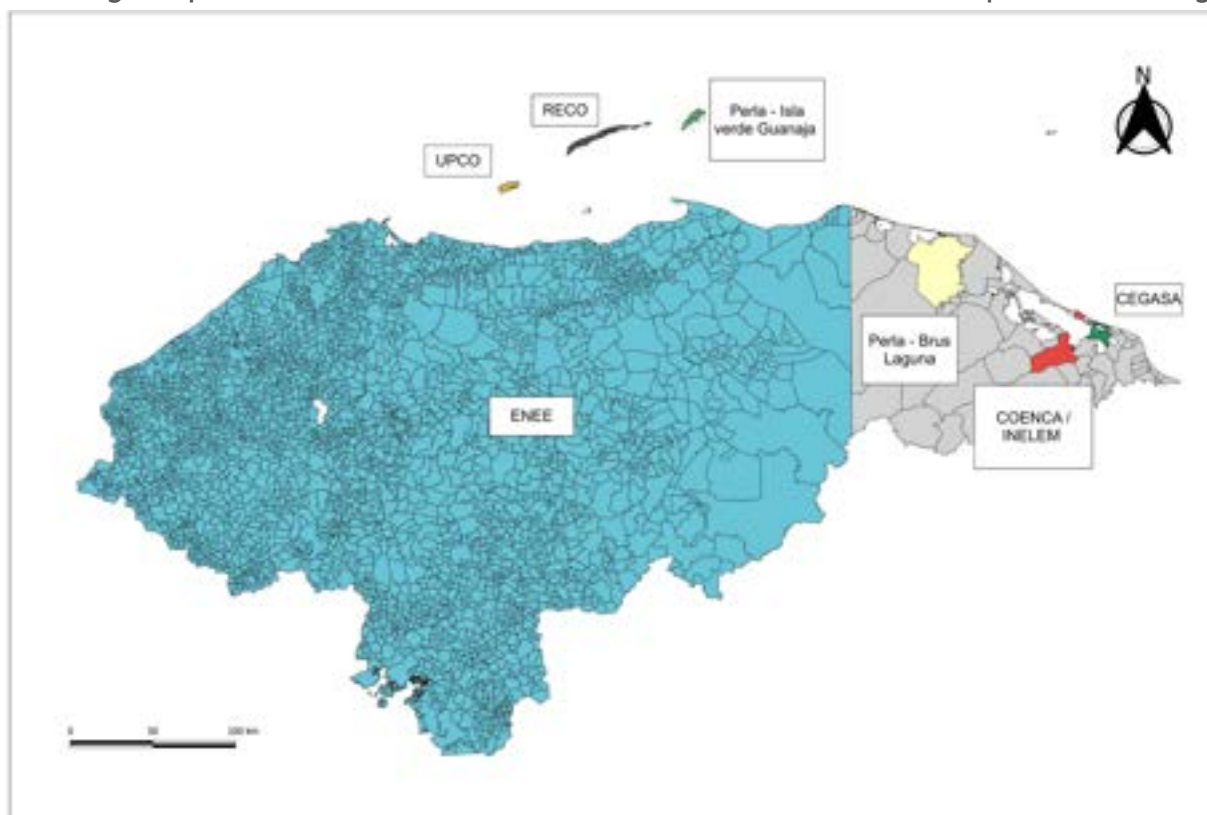 N
RECO
Perla - Isla
verde Guanaja
UPCO
CEGASA
Perla - Brus
Laguna
ENEE
COENCA /
INELEM
0 50 100 km